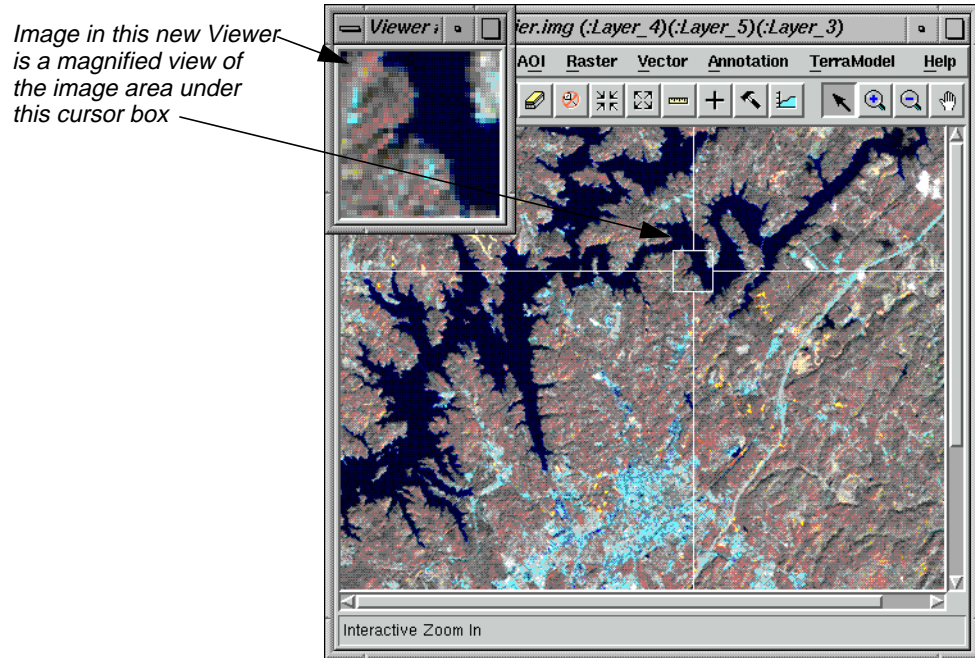 Image in this new Viewer
is a magnified view of
the image area under
this cursor box
Viewer
ier.img (:Layer_4)(:Layer_5)(:Layer_3)
AOI Raster Vector Annotation TerraModel Help
Interactive Zoom In